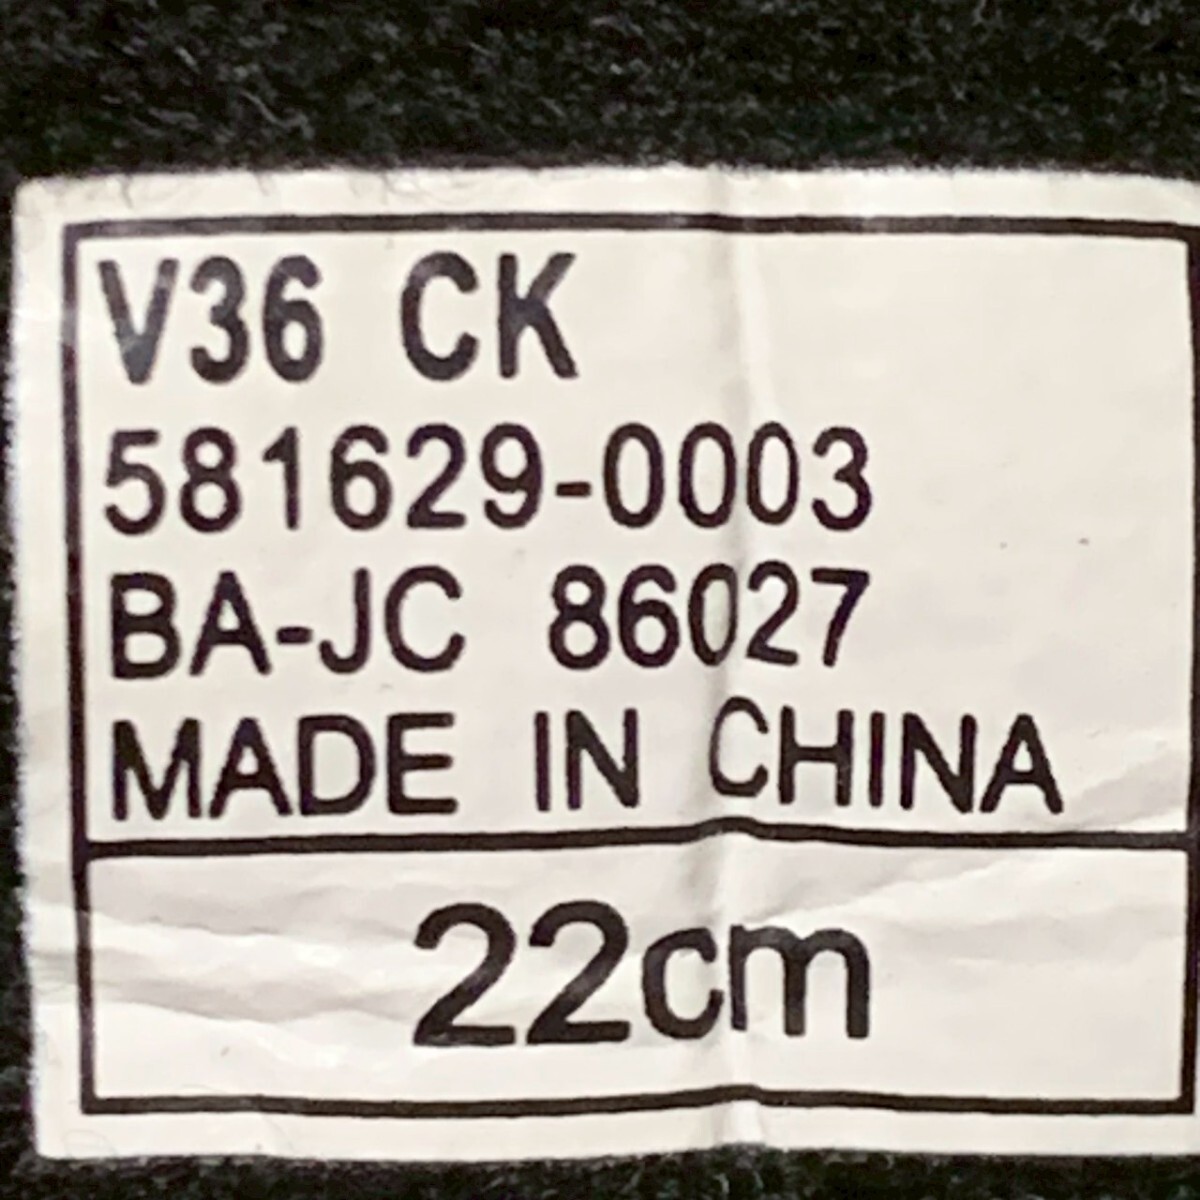 V36 CK
581629-0003
BA-JC 86027
MADE IN CHINA
22cm